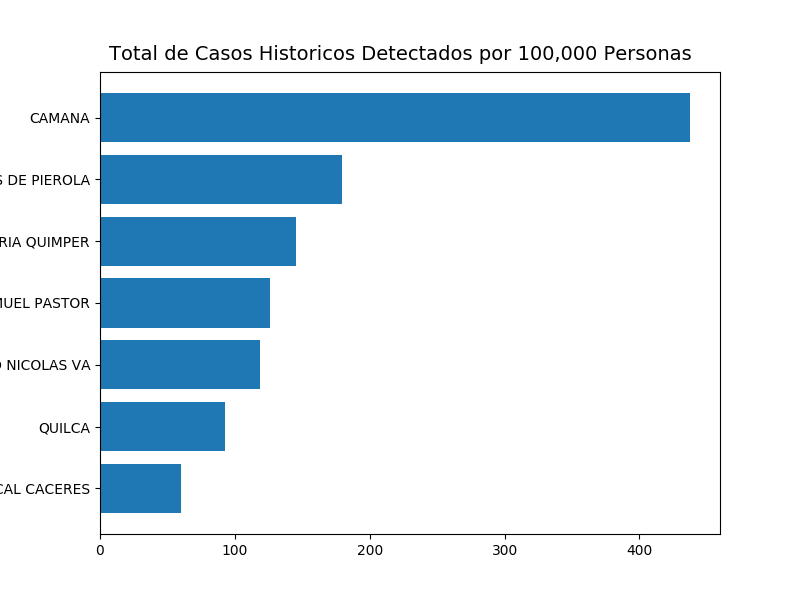 Total de Casos Historicos Detectados por 100,000 Personas
CAMANA
S DE PIEROLA
RIA QUIMPER
MUEL PASTOR
NICOLAS VA
QUILCA
CAL CACERES
0 100 200 300 400